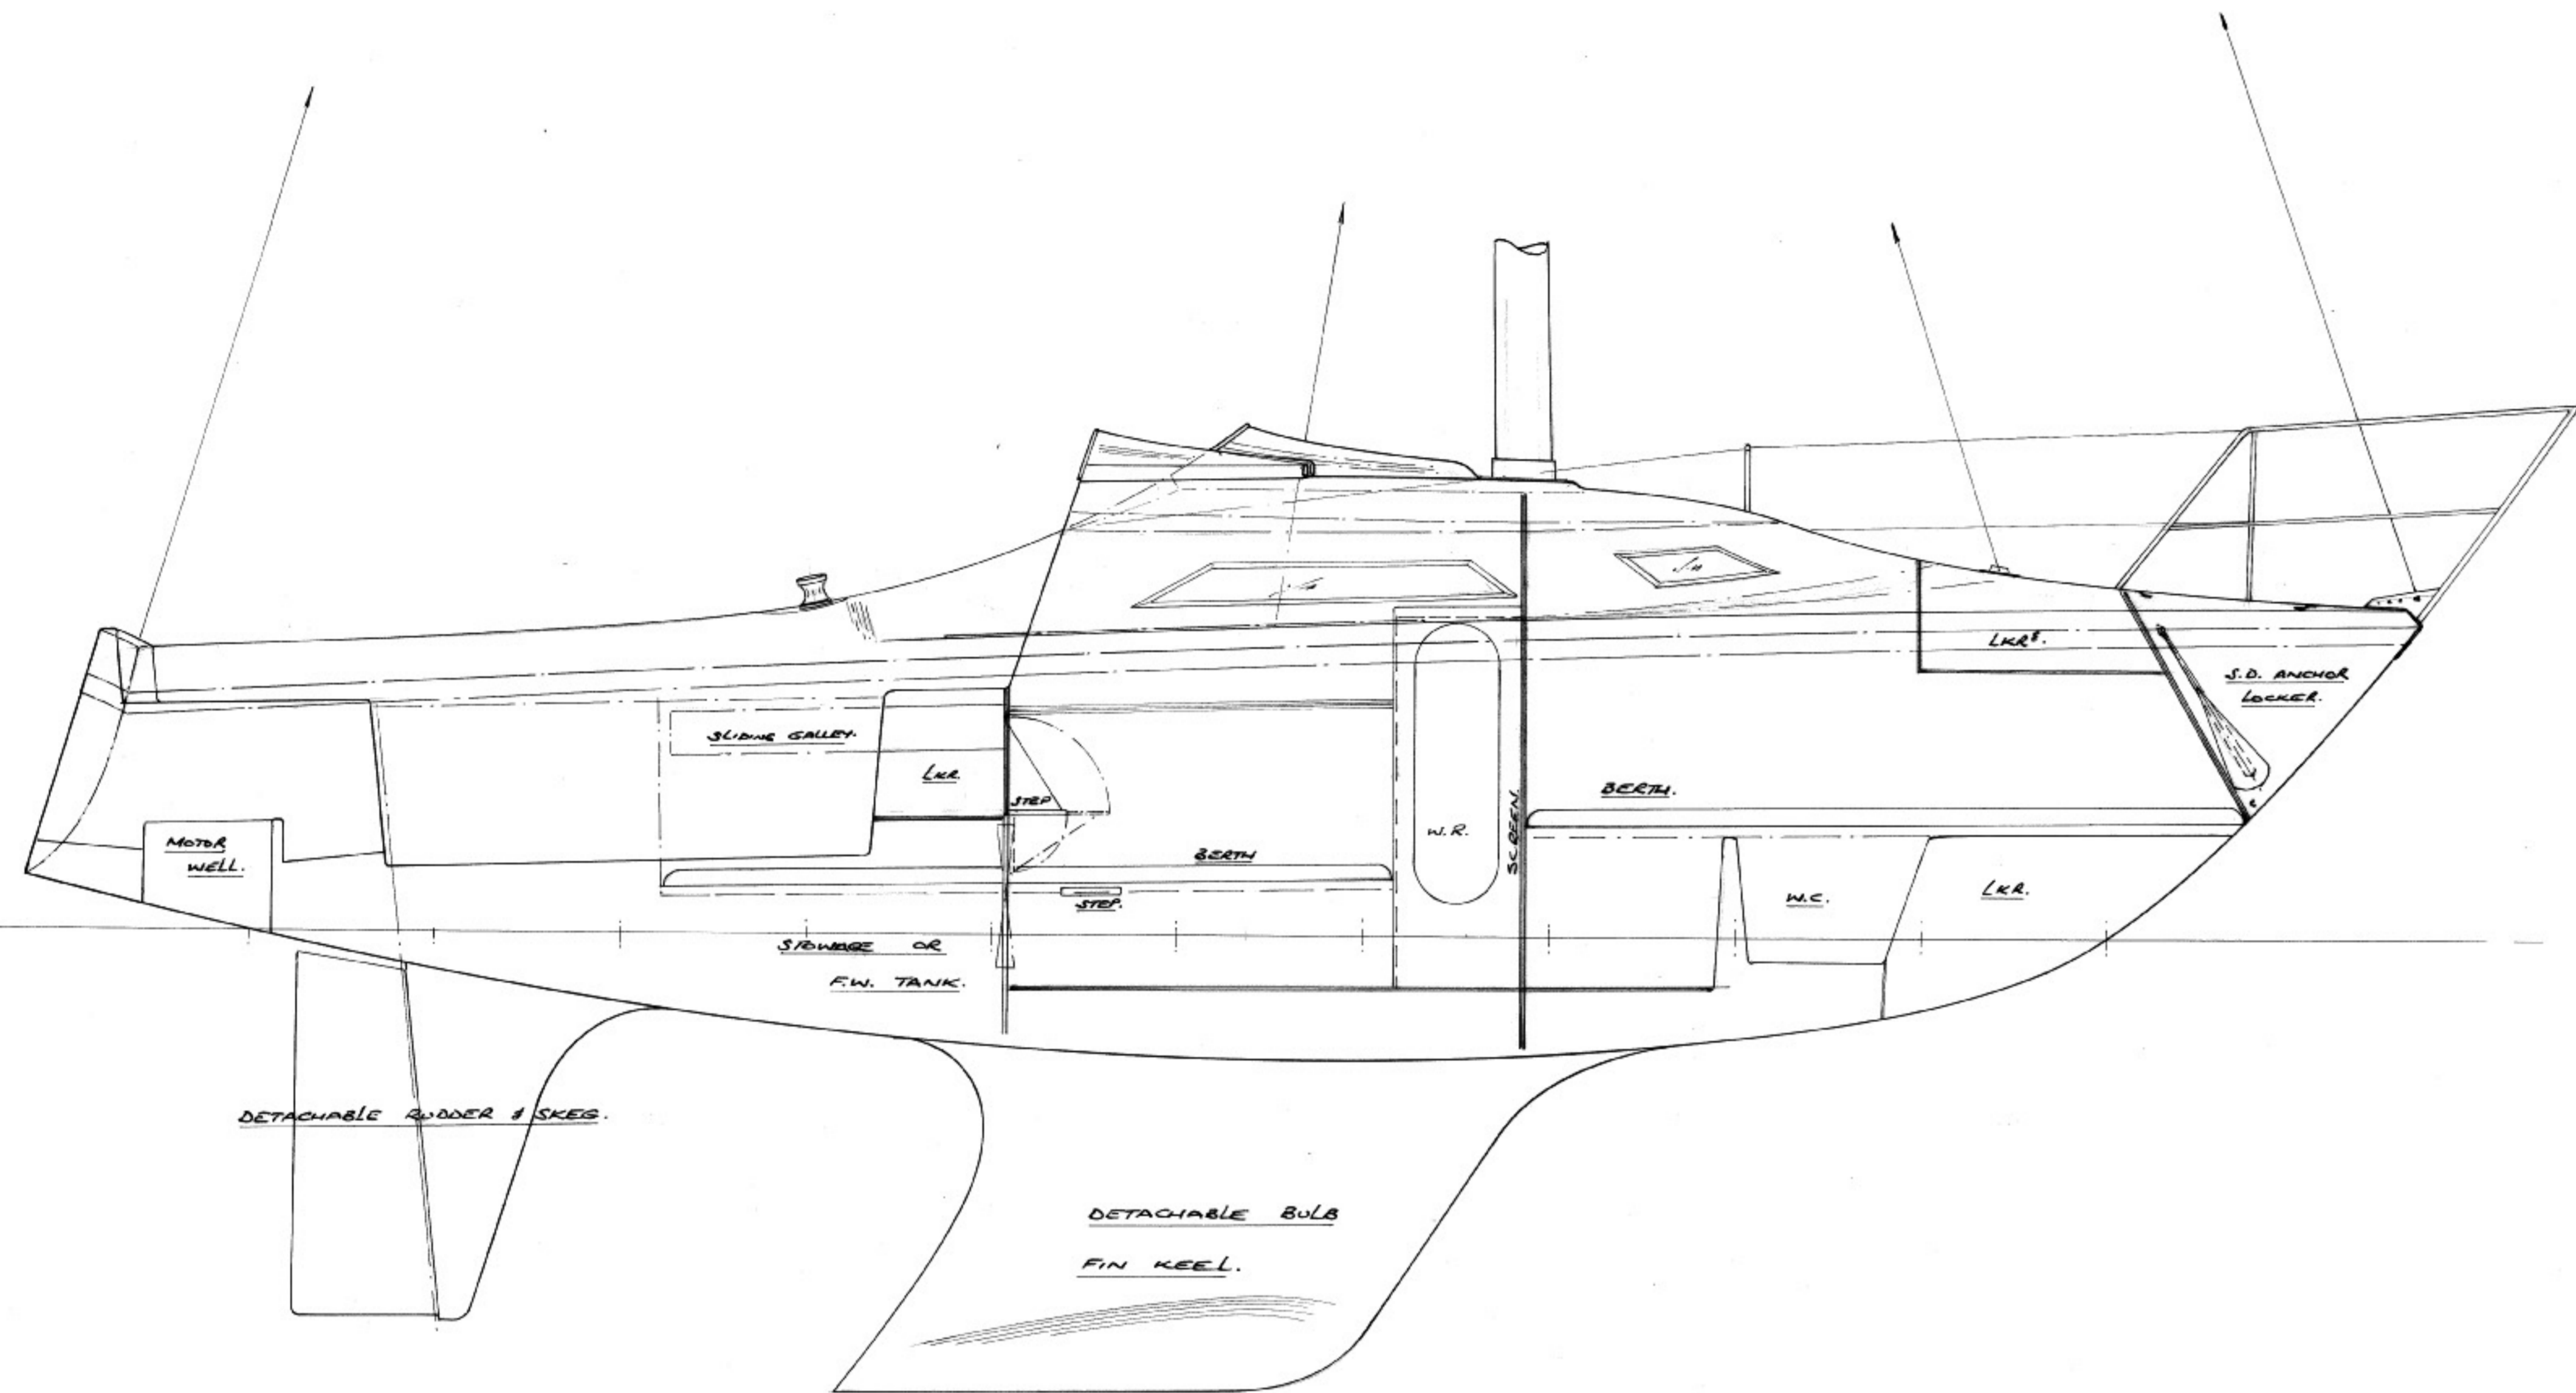 LKRS.
S.D. ANCHOR
LOCKER.
SLIDING GALLEY.
LKR.
STEP
BERTH.
SCREEN.
W.R.
MOTOR
WELL.
BERTH
STEP.
W.C.
LKR.
STOWAGE OR
F.W. TANK.
DETACHABLE RUDDER & SKEG.
DETACHABLE BULB
FIN KEEL.